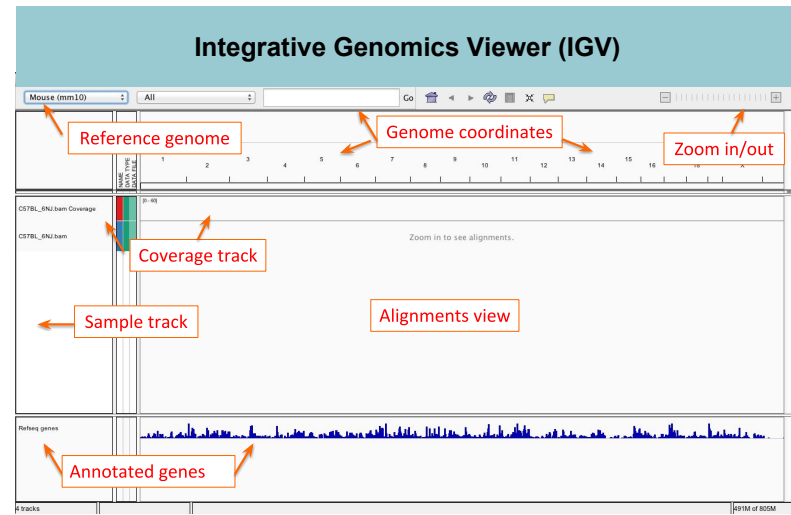 Integrative Genomics Viewer (IGV)
Mouse (mm10) All Go
Reference genome
Genome coordinates
Zoom in/out
NAME
DATA TYPE
DATA FILE
1 2 3 4 5 6 7 8 9 10 11 12 13 14 15 16 18 X
C57BL_6NJ.bam Coverage
[0 - 60]
C57BL_6NJ.bam
Zoom in to see alignments.
Coverage track
Sample track
Alignments view
Refseq genes
Annotated genes
4 tracks
491M of 805M